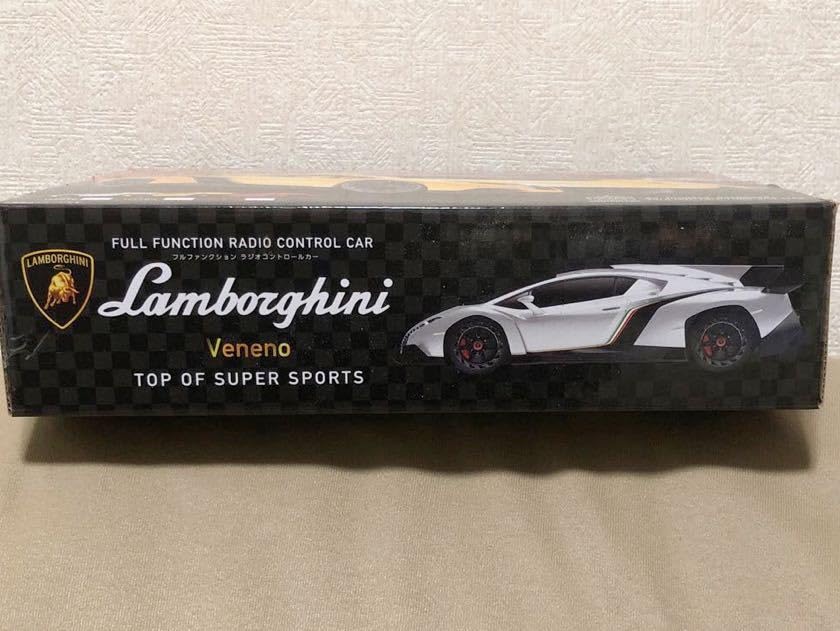 FULL FUNCTION RADIO CONTROL CAR
フルファンクション ラジオコントロールカー
LAMBORGHINI
Lamborghini
Veneno
TOP OF SUPER SPORTS